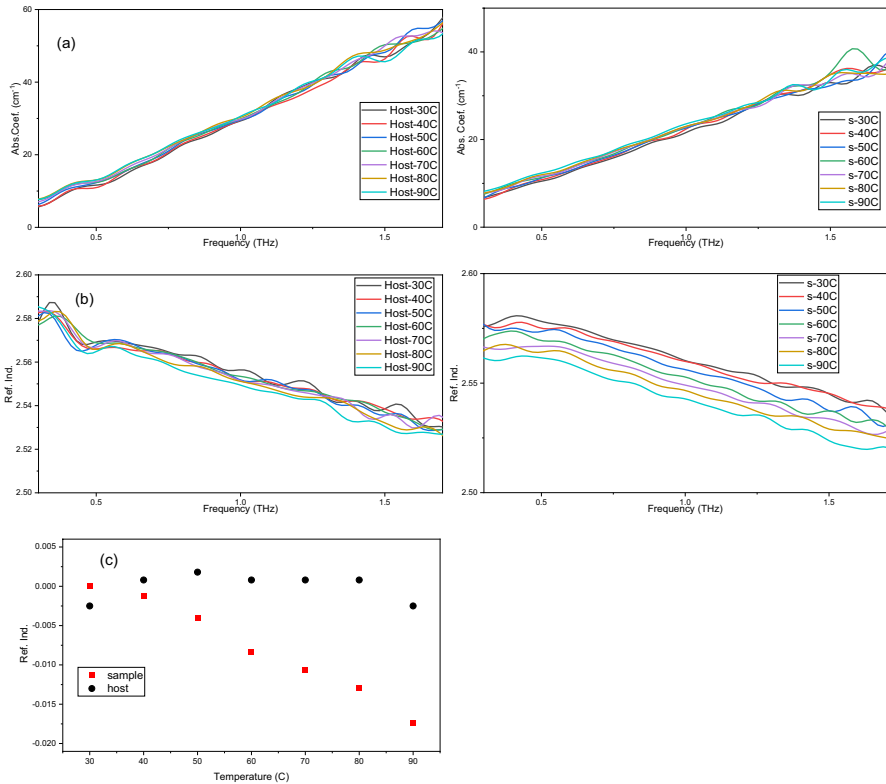 (a)
60
40
20
0
Abs.Coef. (cm⁻¹)
Host-30C
Host-40C
Host-50C
Host-60C
Host-70C
Host-80C
Host-90C
0.5
1.0
1.5
Frequency (THz)
40
20
0
Abs. Coef. (cm⁻¹)
s-30C
s-40C
s-50C
s-60C
s-70C
s-80C
s-90C
0.5
1.0
1.5
Frequency (THz)
(b)
2.60
2.58
2.56
2.54
2.52
2.50
Ref. Ind.
Host-30C
Host-40C
Host-50C
Host-60C
Host-70C
Host-80C
Host-90C
0.5
1.0
1.5
Frequency (THz)
2.60
2.55
2.50
Ref. Ind.
s-30C
s-40C
s-50C
s-60C
s-70C
s-80C
s-90C
0.5
1.0
1.5
Frequency (THz)
(c)
0.005
0.000
-0.005
-0.010
-0.015
-0.020
Ref. Ind.
sample
host
30
40
50
60
70
80
90
Temperature (C)